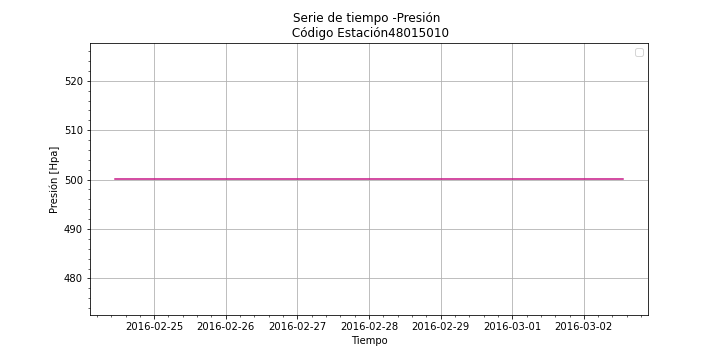 Serie de tiempo -Presión
Código Estación48015010
Presión [Hpa]
520
510
500
490
480
2016-02-25 2016-02-26 2016-02-27 2016-02-28 2016-02-29 2016-03-01 2016-03-02
Tiempo